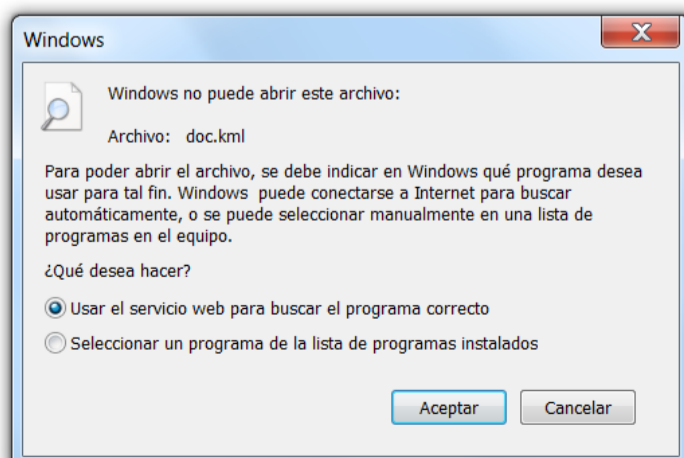 Windows
Windows no puede abrir este archivo:
Archivo: doc.kml
Para poder abrir el archivo, se debe indicar en Windows qué programa desea
usar para tal fin. Windows puede conectarse a Internet para buscar
automáticamente, o se puede seleccionar manualmente en una lista de
programas en el equipo.
¿Qué desea hacer?
Usar el servicio web para buscar el programa correcto
Seleccionar un programa de la lista de programas instalados
Aceptar Cancelar